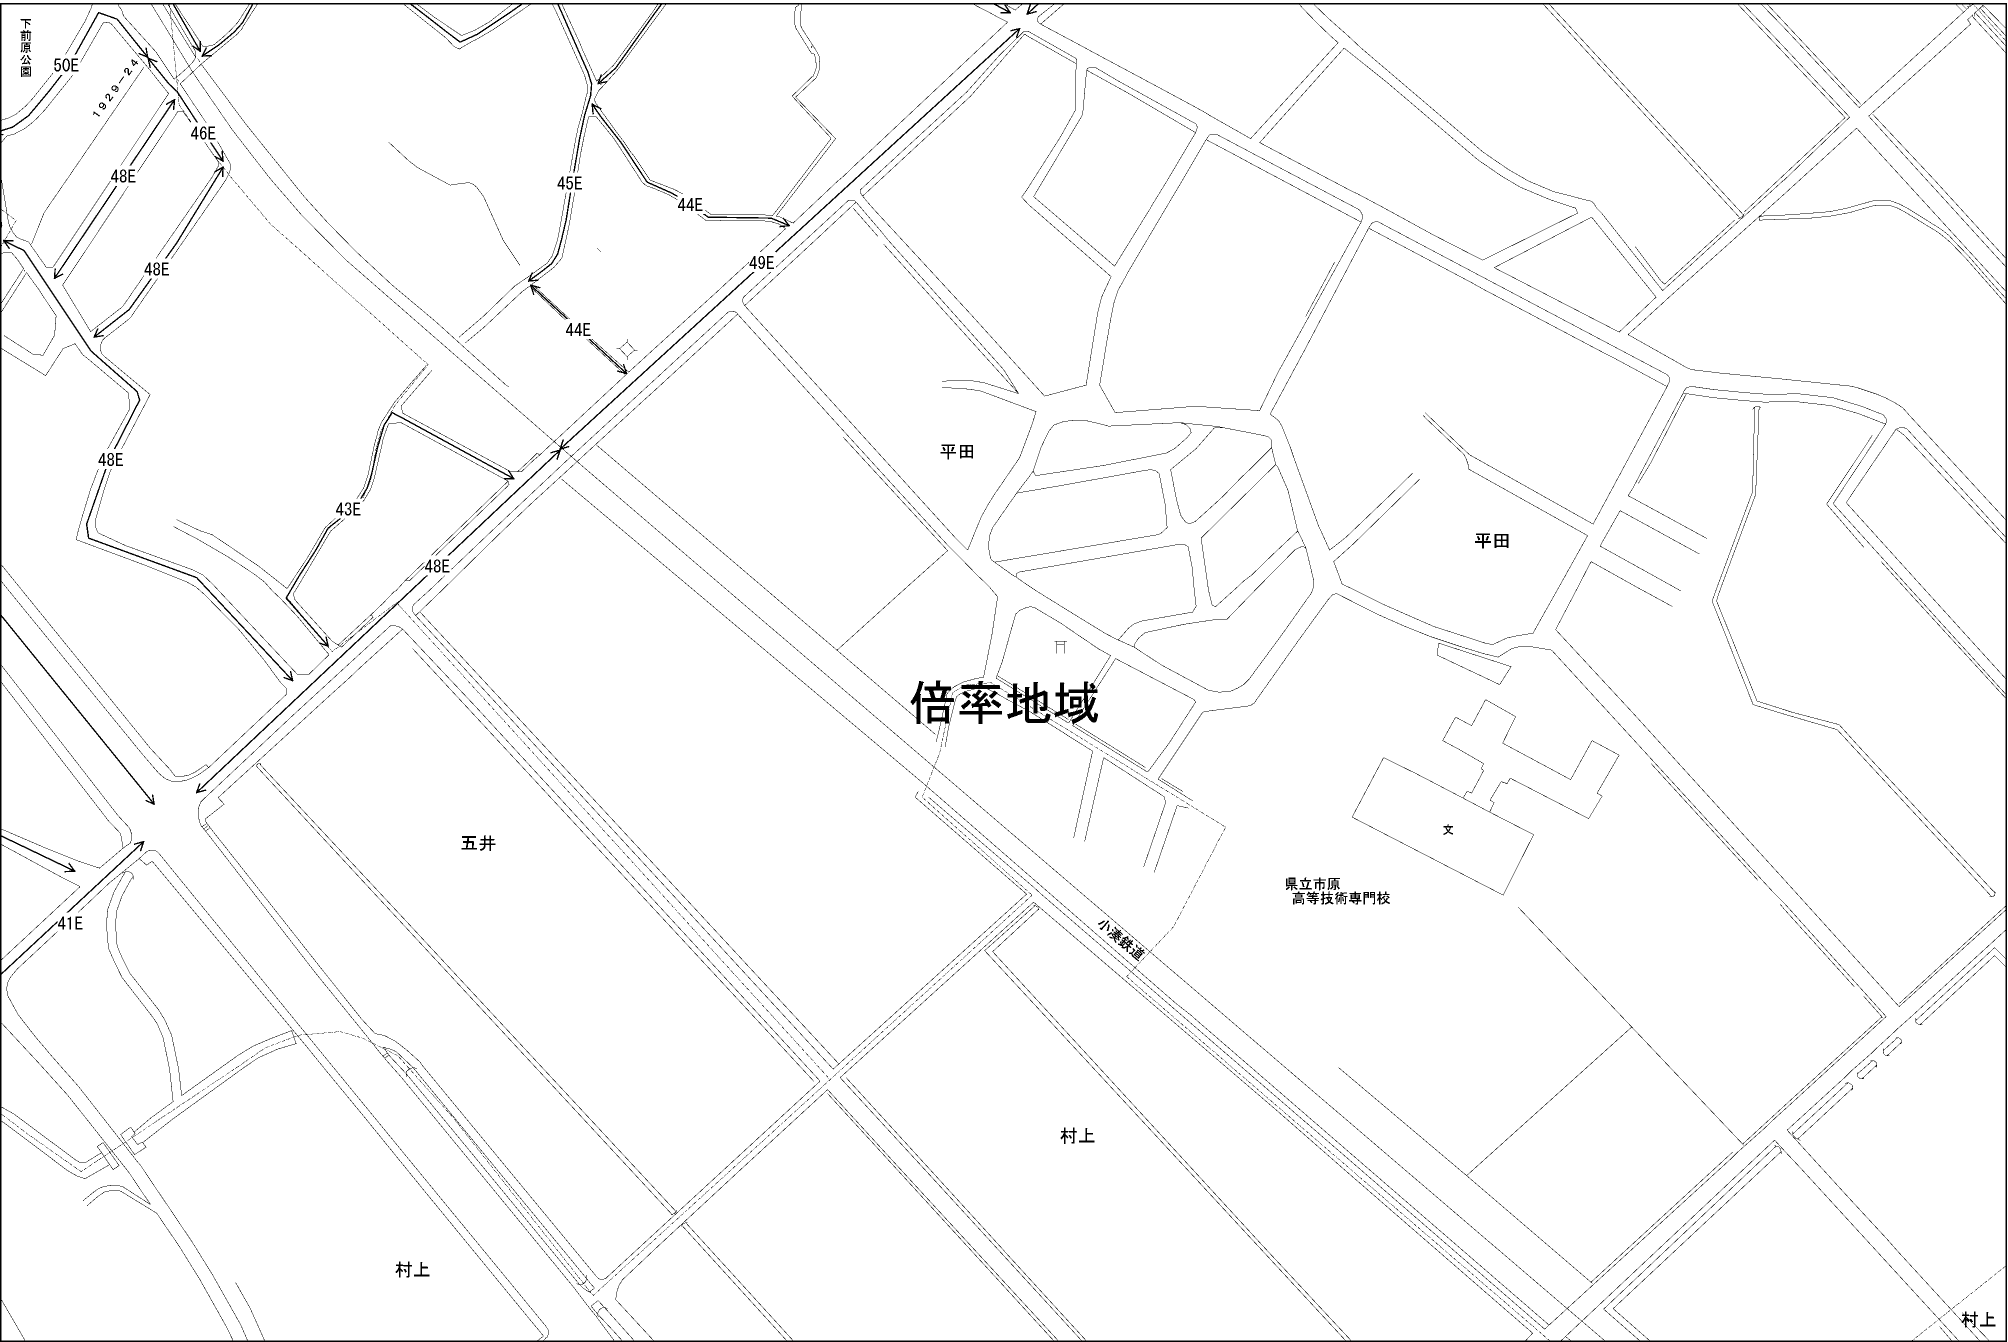 下前原公園
50E
1929-24
46E
48E
45E
44E
48E
49E
44E
平田
48E
43E
平田
48E
倍率地域
文
五井
県立市原
高等技術専門校
41E
小湊鉄道
村上
村上
村上